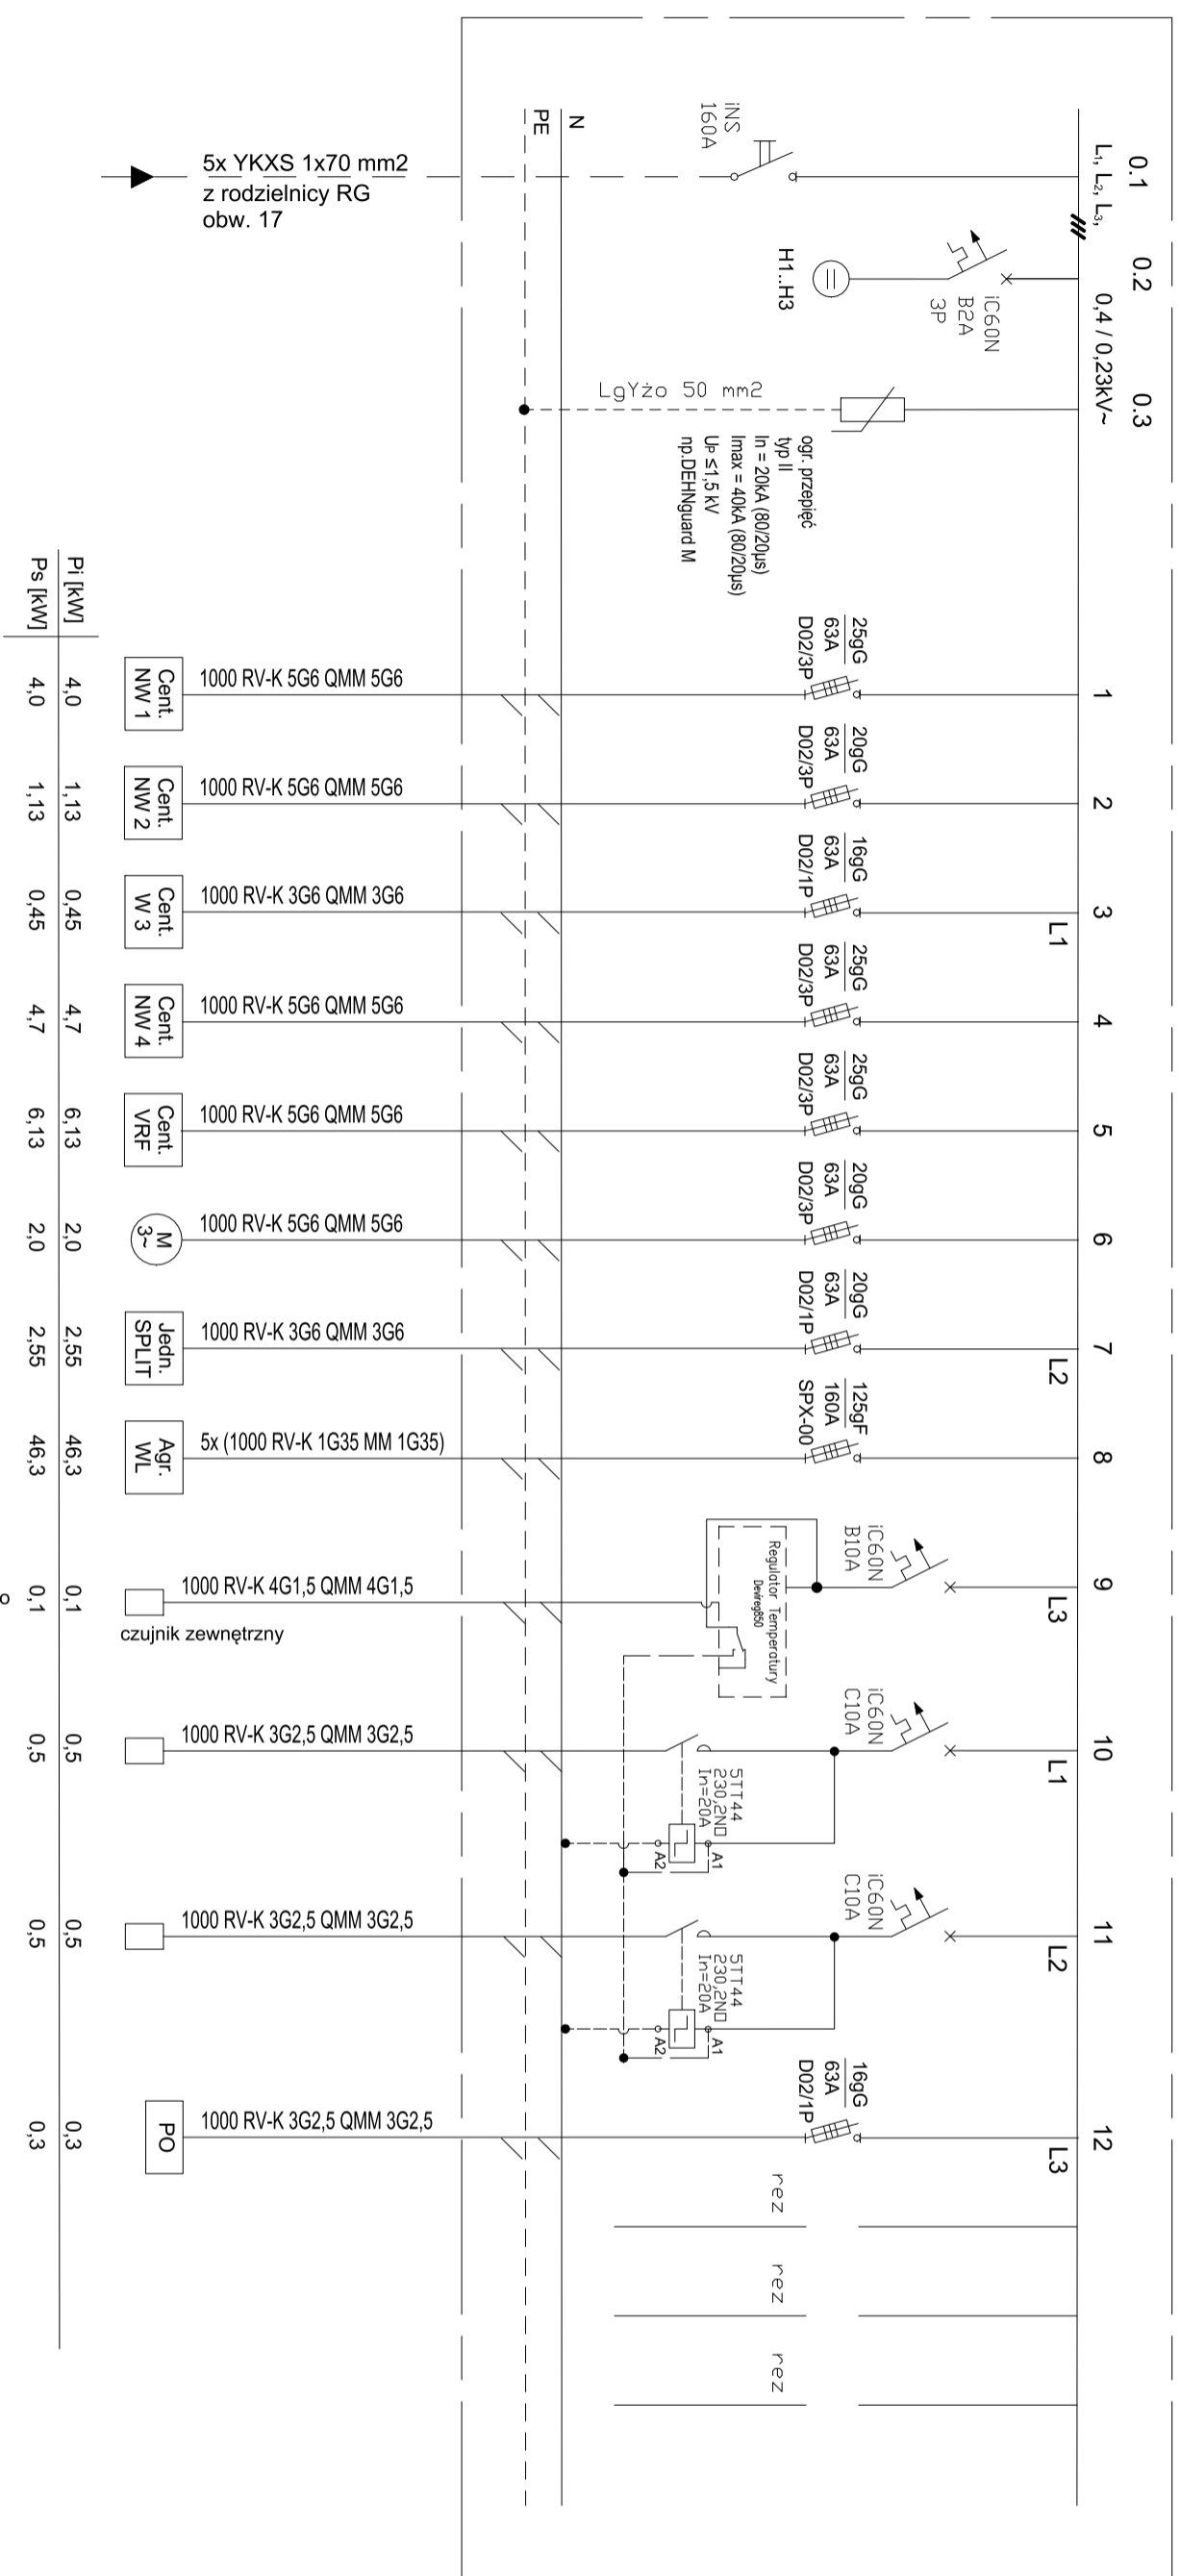 0.1
0.2
0.3
L1, L2, L3,
0,4 / 0,23kV~
iNS
160A
iC60N
B2A
3P
H1..H3
LgYżo 50 mm2
ogr. przepięć
typ II
In = 20kA (80/20µs)
Imax = 40kA (80/20µs)
UP ≤1,5 kV
np.DEHNguard M
N
PE
5x YKXS 1x70 mm2
z rodzielnicy RG
obw. 17
1
25gG
63A
D02/3P
1000 RV-K 5G6 QMM 5G6
Cent.
NW 1
2
20gG
63A
D02/3P
1000 RV-K 5G6 QMM 5G6
Cent.
NW 2
3
L1
16gG
63A
D02/1P
1000 RV-K 3G6 QMM 3G6
Cent.
W 3
4
25gG
63A
D02/3P
1000 RV-K 5G6 QMM 5G6
Cent.
NW 4
5
25gG
63A
D02/3P
1000 RV-K 5G6 QMM 5G6
Cent.
VRF
6
20gG
63A
D02/3P
1000 RV-K 5G6 QMM 5G6
M
3~
7
L2
20gG
63A
D02/1P
1000 RV-K 3G6 QMM 3G6
Jedn.
SPLIT
8
125gF
160A
SPX-00
5x (1000 RV-K 1G35 MM 1G35)
Agr.
WL
9
L3
iC60N
B10A
Regulator Temperatury
Devireg850
1000 RV-K 4G1,5 QMM 4G1,5
czujnik zewnętrzny
10
L1
iC60N
C10A
5TT44
230,2NO
In=20A
A1
A2
1000 RV-K 3G2,5 QMM 3G2,5
11
L2
iC60N
C10A
5TT44
230,2NO
In=20A
A1
A2
1000 RV-K 3G2,5 QMM 3G2,5
12
L3
16gG
63A
D02/1P
1000 RV-K 3G2,5 QMM 3G2,5
PO
rez
rez
rez
Pi [kW] 4,0 1,13 0,45 4,7 6,13 2,0 2,55 46,3 0,1 0,5 0,5 0,3
Ps [kW] 4,0 1,13 0,45 4,7 6,13 2,0 2,55 46,3 0,1 0,5 0,5 0,3